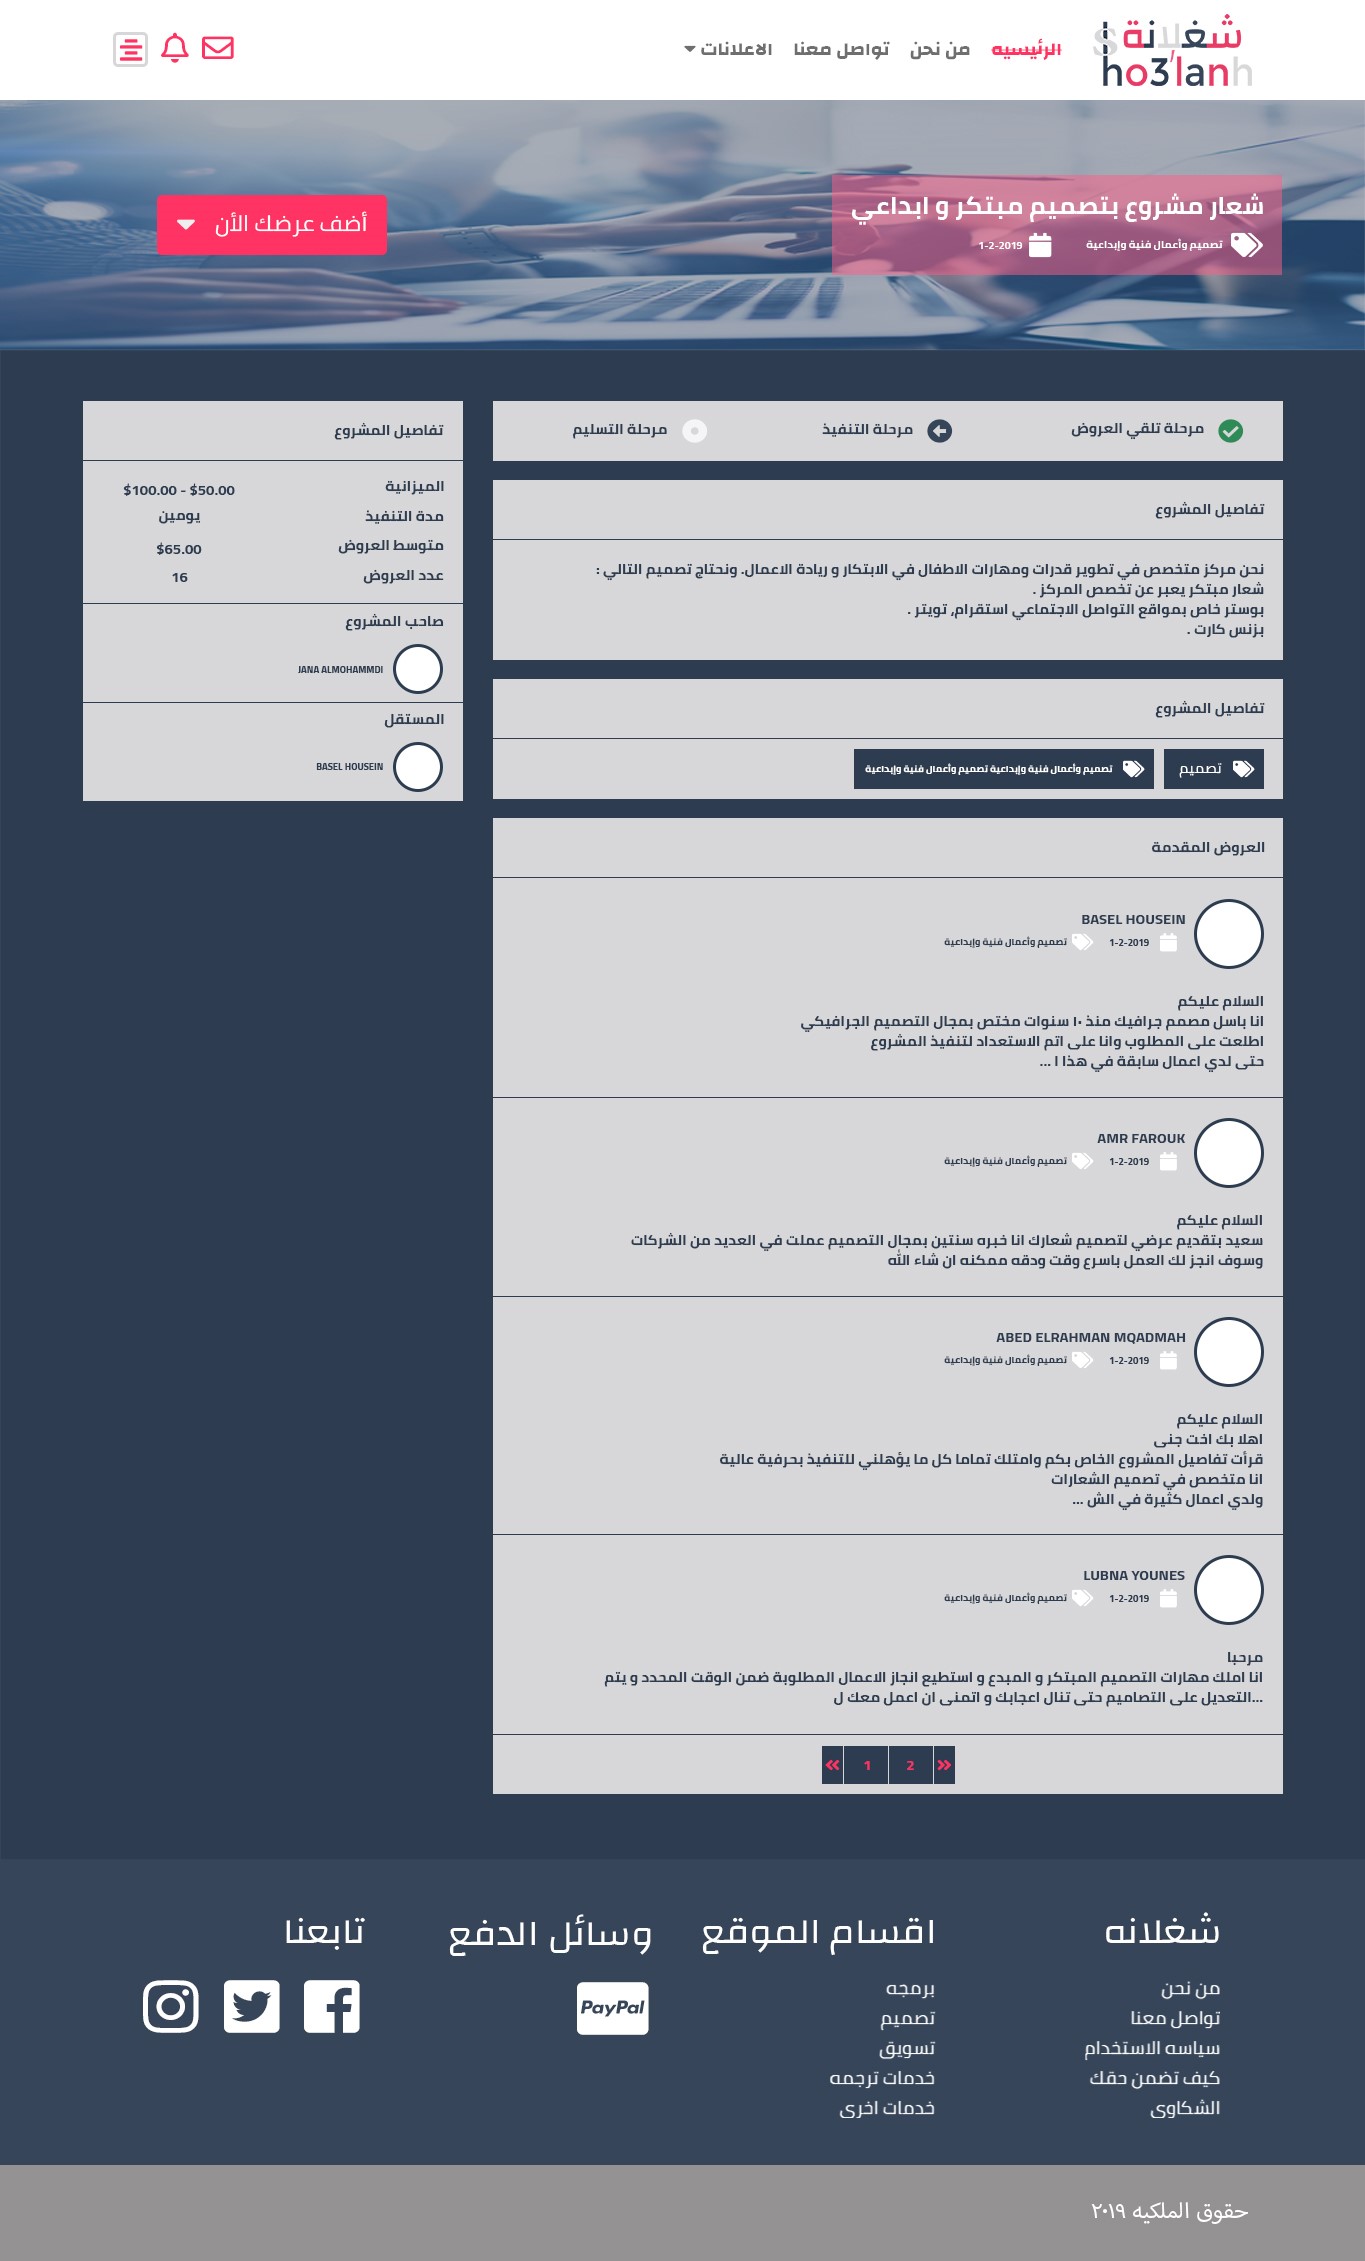 شغلانة
Sho3lanh
الرئيسيه
من نحن
تواصل معنا
الاعلانات
شعار مشروع بتصميم مبتكر و ابداعي
تصميم وأعمال فنية وإبداعية
1-2-2019
أضف عرضك الأن
مرحلة تلقي العروض
مرحلة التنفيذ
مرحلة التسليم
تفاصيل المشروع
نحن مركز متخصص في تطوير قدرات ومهارات الاطفال في الابتكار و ريادة الاعمال. ونحتاج تصميم التالي :
شعار مبتكر يعبر عن تخصص المركز .
بوستر خاص بمواقع التواصل الاجتماعي استقرام, تويتر .
بزنس كارت .
تفاصيل المشروع
تصميم
تصميم وأعمال فنية وإبداعية تصميم وأعمال فنية وإبداعية
العروض المقدمة
BASEL HOUSEIN
1-2-2019
تصميم وأعمال فنية وإبداعية
السلام عليكم
انا باسل مصمم جرافيك منذ ١٠ سنوات مختص بمجال التصميم الجرافيكي
اطلعت على المطلوب وانا على اتم الاستعداد لتنفيذ المشروع
حتى لدي اعمال سابقة في هذا ا ...
AMR FAROUK
1-2-2019
تصميم وأعمال فنية وإبداعية
السلام عليكم
سعيد بتقديم عرضي لتصميم شعارك انا خبره سنتين بمجال التصميم عملت في العديد من الشركات
وسوف انجز لك العمل باسرع وقت ودقه ممكنه ان شاء الله
ABED ELRAHMAN MQADMAH
1-2-2019
تصميم وأعمال فنية وإبداعية
السلام عليكم
اهلا بك اخت جنى
قرأت تفاصيل المشروع الخاص بكم وامتلك تماما كل ما يؤهلني للتنفيذ بحرفية عالية
انا متخصص في تصميم الشعارات
ولدي اعمال كثيرة في الش ...
LUBNA YOUNES
1-2-2019
تصميم وأعمال فنية وإبداعية
مرحبا
انا املك مهارات التصميم المبتكر و المبدع و استطيع انجاز الاعمال المطلوبة ضمن الوقت المحدد و يتم
...التعديل على التصاميم حتى تنال اعجابك و اتمنى ان اعمل معك ل
« 1 2 »
تفاصيل المشروع
الميزانية
$100.00 - $50.00
مدة التنفيذ
يومين
متوسط العروض
$65.00
عدد العروض
16
صاحب المشروع
JANA ALMOHAMMDI
المستقل
BASEL HOUSEIN
شغلانه
من نحن
تواصل معنا
سياسه الاستخدام
كيف تضمن حقك
الشكاوى
اقسام الموقع
برمجه
تصميم
تسويق
خدمات ترجمه
خدمات اخرى
وسائل الدفع
PayPal
تابعنا
حقوق الملكيه ٢٠١٩